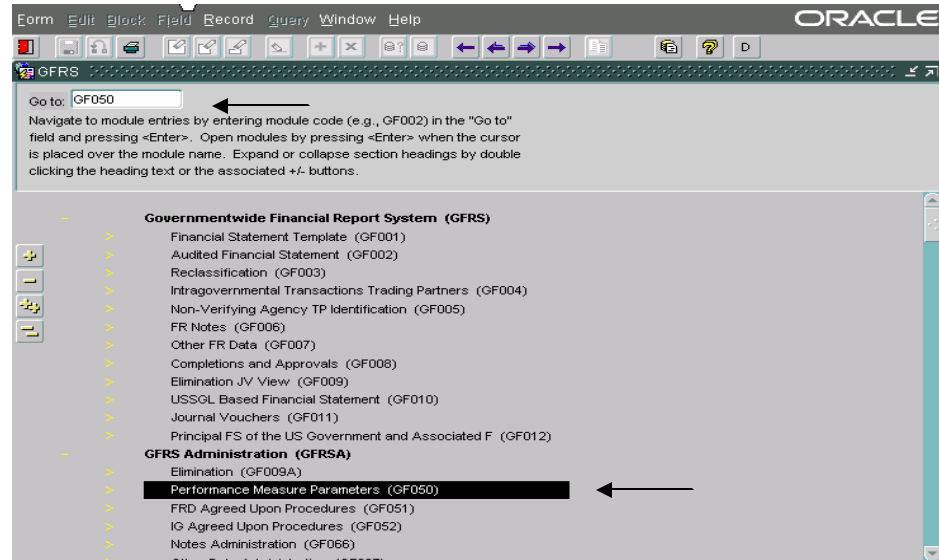 Form Edit Block Field Record Query Window Help
ORACLE
D
GFRS
Go to: GF050
Navigate to module entries by entering module code (e.g., GF002) in the "Go to"
field and pressing <Enter>. Open modules by pressing <Enter> when the cursor
is placed over the module name. Expand or collapse section headings by double
clicking the heading text or the associated +/- buttons.
Governmentwide Financial Report System (GFRS)
Financial Statement Template (GF001)
Audited Financial Statement (GF002)
Reclassification (GF003)
Intragovernmental Transactions Trading Partners (GF004)
Non-Verifying Agency TP Identification (GF005)
FR Notes (GF006)
Other FR Data (GF007)
Completions and Approvals (GF008)
Elimination JV View (GF009)
USSGL Based Financial Statement (GF010)
Journal Vouchers (GF011)
Principal FS of the US Government and Associated F (GF012)
GFRS Administration (GFRSA)
Elimination (GF009A)
Performance Measure Parameters (GF050)
FRD Agreed Upon Procedures (GF051)
IG Agreed Upon Procedures (GF052)
Notes Administration (GF066)